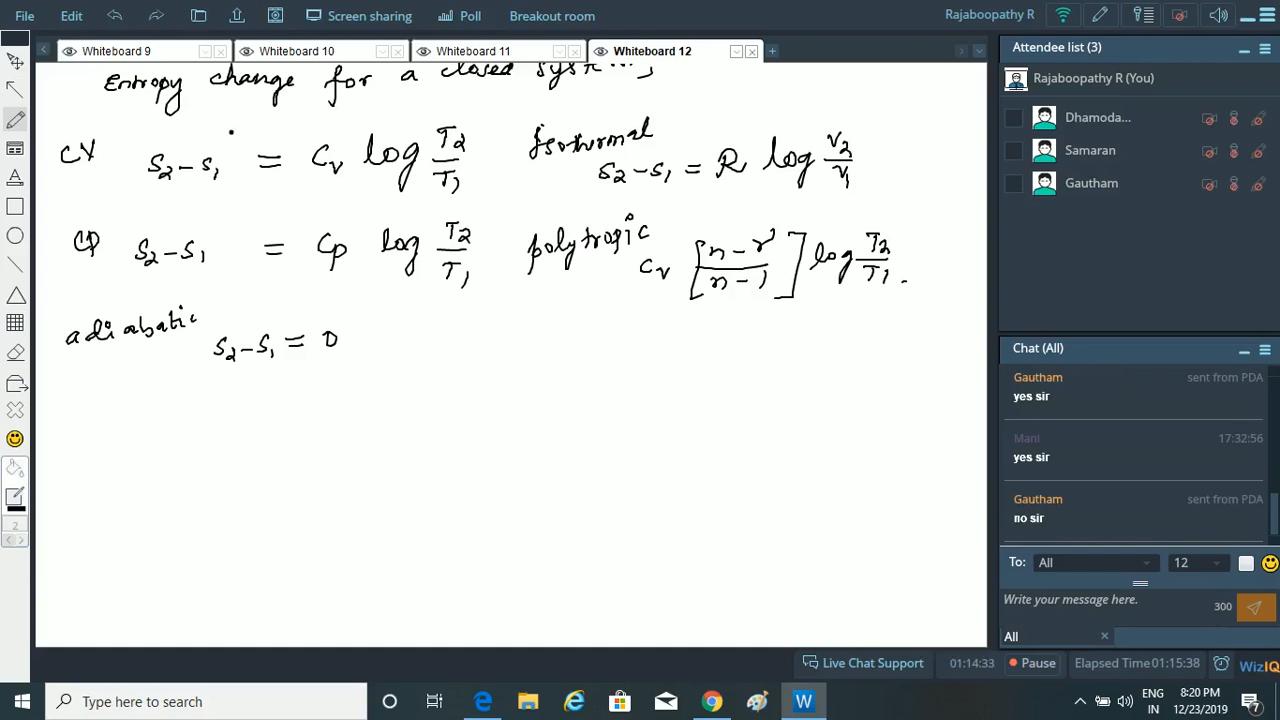 File Edit Screen sharing Poll Breakout room Rajaboopathy R
Whiteboard 9 Whiteboard 10 Whiteboard 11 Whiteboard 12
Entropy change for a closed
CV S2-S1 = Cv log T2/T1
isothermal
S2-S1 = R log V2/V1
CP S2-S1 = Cp log T2/T1
polytropic
Cv [n-r/n-1] log T2/T1
adiabatic
S2-S1 = 0
2
Attendee list (3)
Rajaboopathy R (You)
Dhamoda...
Samaran
Gautham
Chat (All)
Gautham sent from PDA
yes sir
Mani 17:32:56
yes sir
Gautham sent from PDA
no sir
To: All 12
Write your message here. 300
All
Live Chat Support 01:14:33 Pause Elapsed Time 01:15:38 WizIQ
Type here to search
W
ENG
IN
8:20 PM
12/23/2019
7